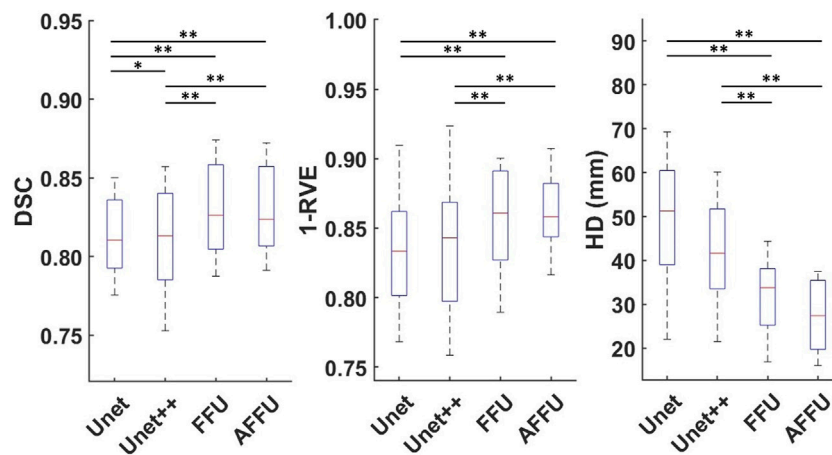 DSC
0.95
0.90
0.85
0.80
0.75
**
**
*
**
**
Unet
Unet++
FFU
AFFU
1-RVE
1.00
0.95
0.90
0.85
0.80
0.75
**
**
**
**
Unet
Unet++
FFU
AFFU
HD (mm)
90
80
70
60
50
40
30
20
**
**
**
**
Unet
Unet++
FFU
AFFU